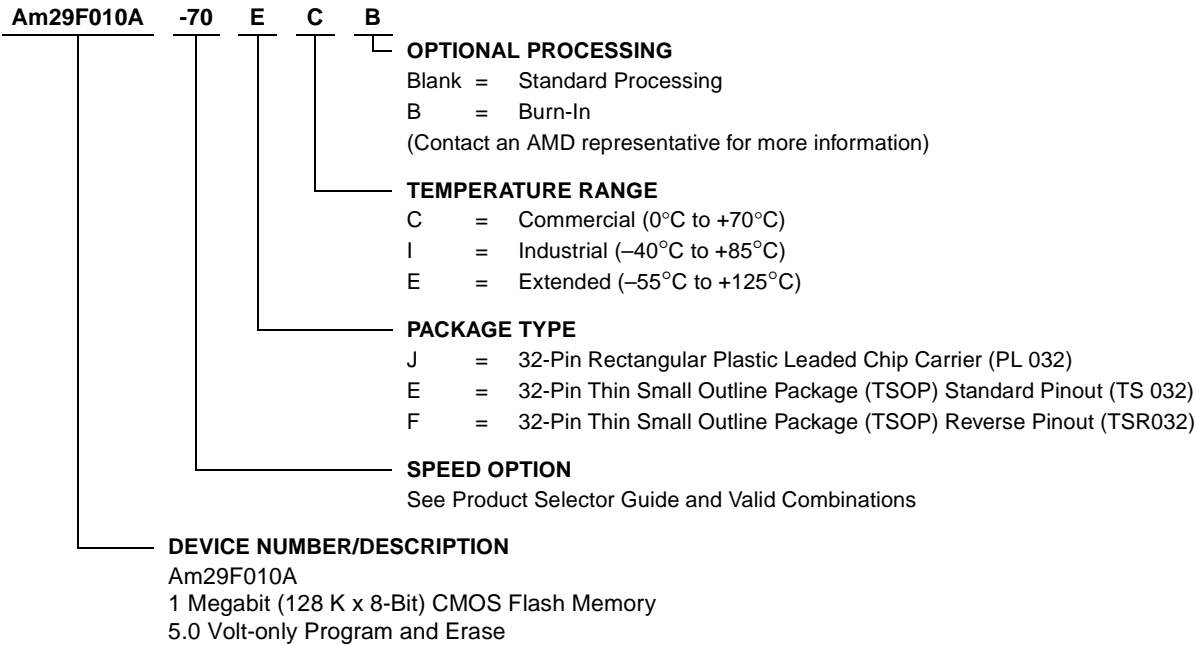 Am29F010A -70 E C B
OPTIONAL PROCESSING
Blank = Standard Processing
B = Burn-In
(Contact an AMD representative for more information)
TEMPERATURE RANGE
C = Commercial (0°C to +70°C)
I = Industrial (–40°C to +85°C)
E = Extended (–55°C to +125°C)
PACKAGE TYPE
J = 32-Pin Rectangular Plastic Leaded Chip Carrier (PL 032)
E = 32-Pin Thin Small Outline Package (TSOP) Standard Pinout (TS 032)
F = 32-Pin Thin Small Outline Package (TSOP) Reverse Pinout (TSR032)
SPEED OPTION
See Product Selector Guide and Valid Combinations
DEVICE NUMBER/DESCRIPTION
Am29F010A
1 Megabit (128 K x 8-Bit) CMOS Flash Memory
5.0 Volt-only Program and Erase